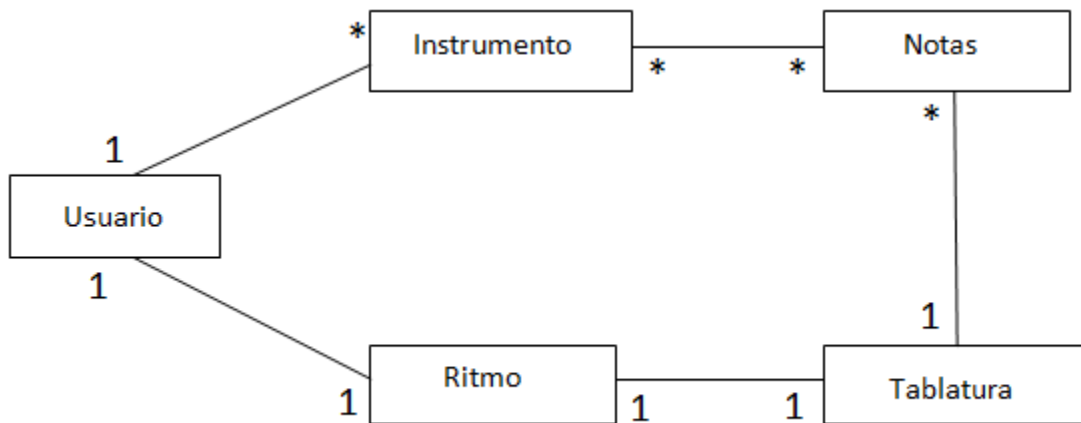 * Instrumento * * Notas
*
1
Usuario
1
1
Ritmo
1 1 1 Tablatura